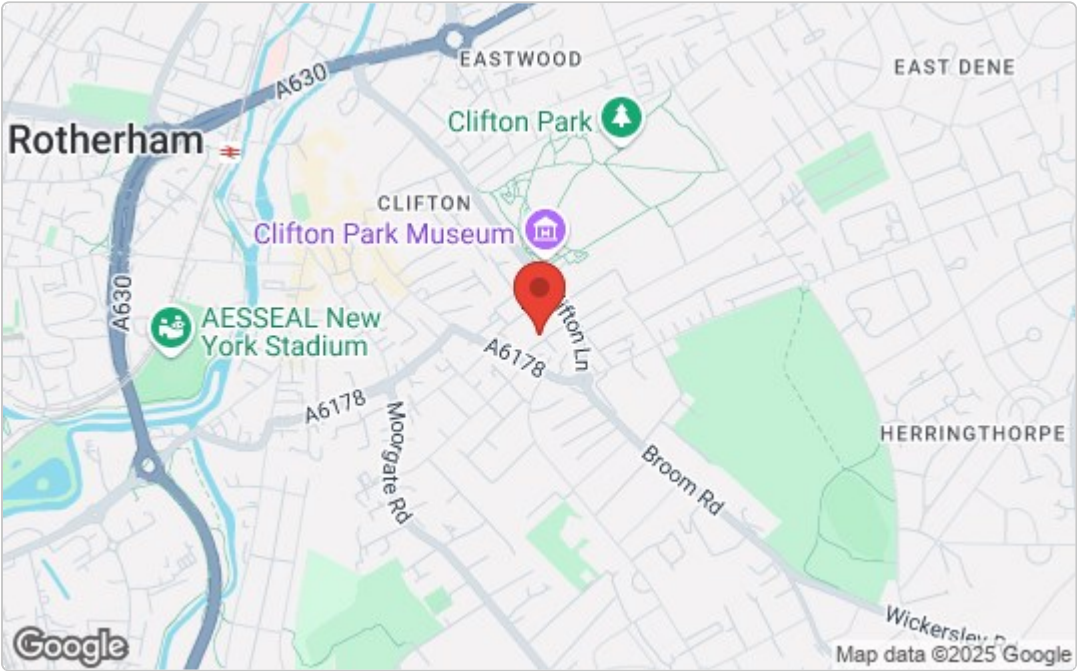 A630
EASTWOOD
EAST DENE
Clifton Park
Rotherham
CLIFTON
Clifton Park Museum
A630
AESSEAL New
York Stadium
A6178
A6178
Moorgate Rd
Broom Rd
HERRINGTHORPE
Wickersley
Google
Map data ©2025 Google